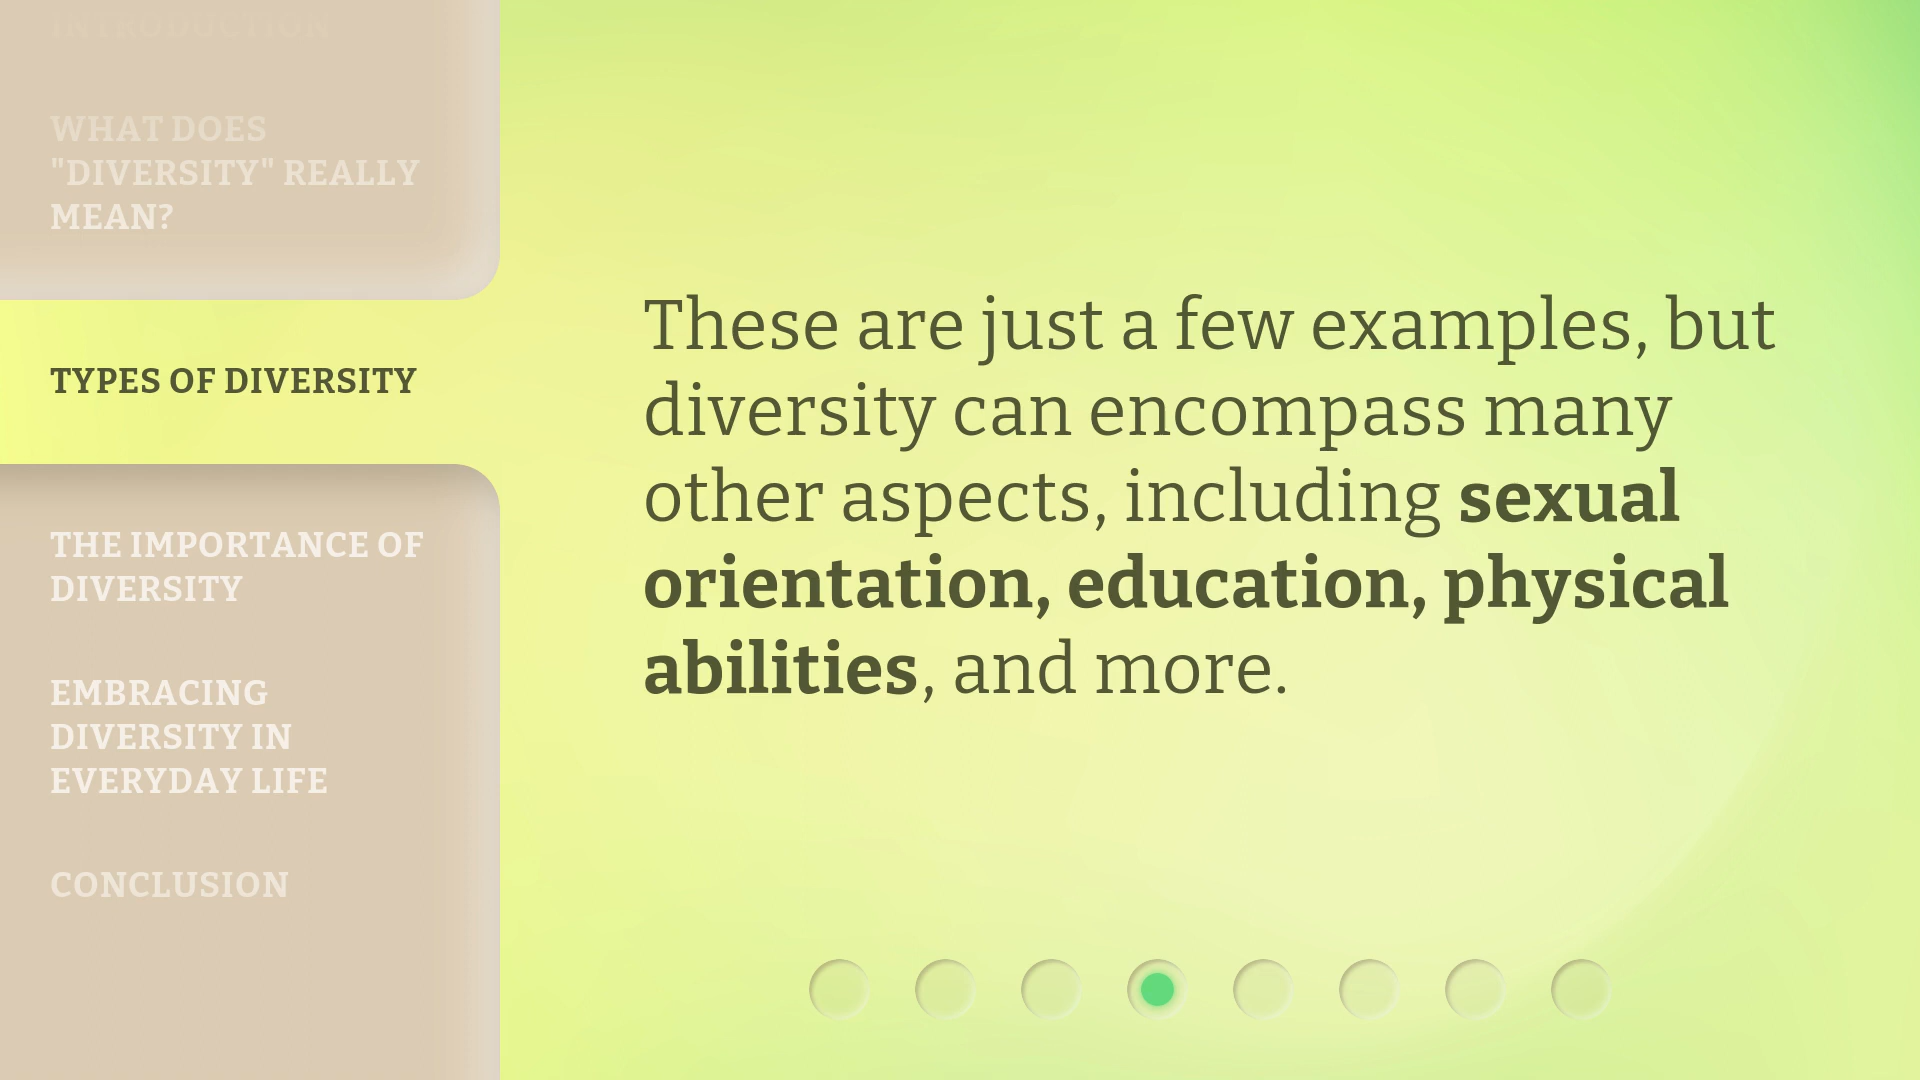 INTRODUCTION
WHAT DOES
"DIVERSITY" REALLY
MEAN?
TYPES OF DIVERSITY
THE IMPORTANCE OF
DIVERSITY
EMBRACING
DIVERSITY IN
EVERYDAY LIFE
CONCLUSION
These are just a few examples, but
diversity can encompass many
other aspects, including sexual
orientation, education, physical
abilities, and more.